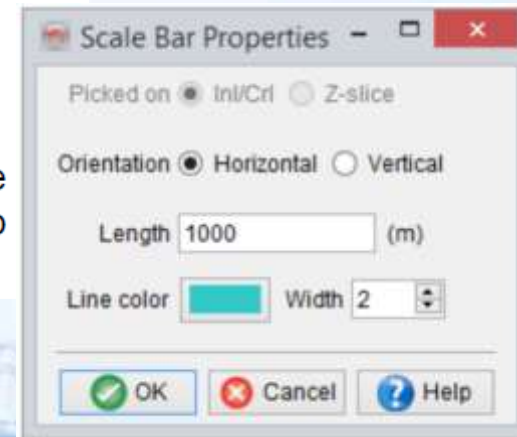 Scale Bar Properties
Picked on Inl/Crl Z-slice
Orientation Horizontal Vertical
Length 1000 (m)
Line color Width 2
OK Cancel Help